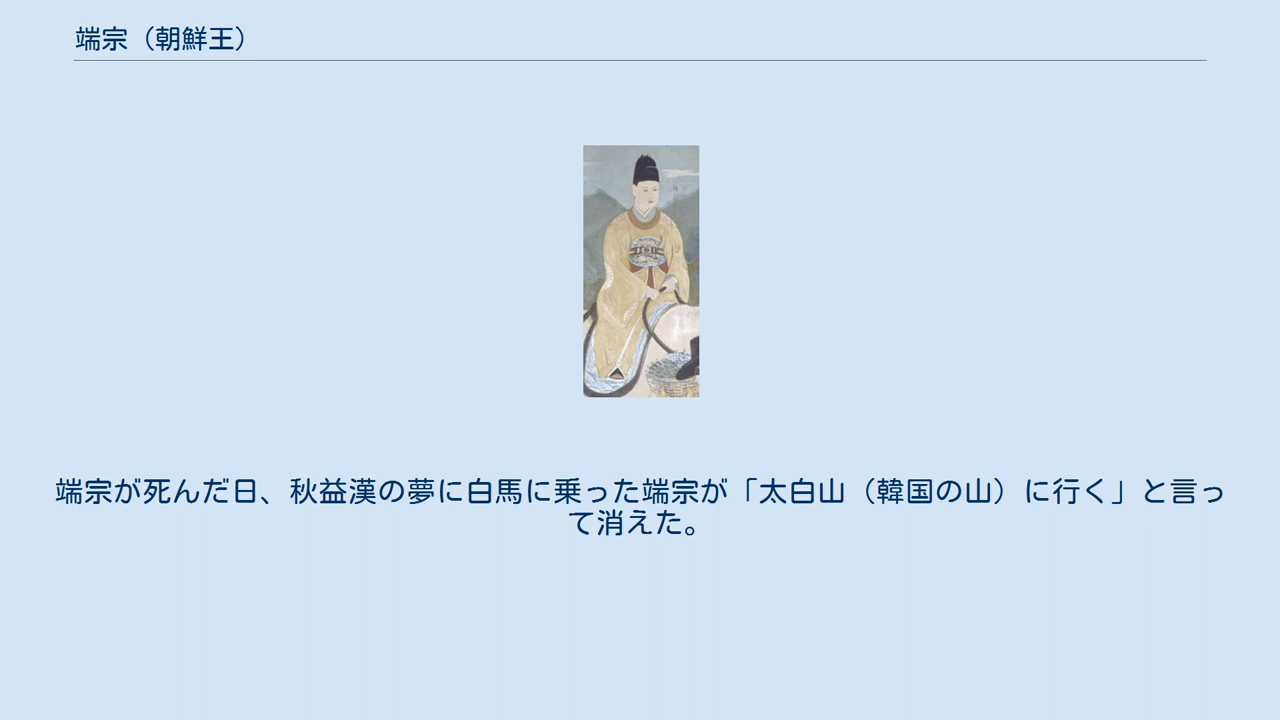 端宗（朝鮮王）
端宗が死んだ日、秋益漢の夢に白馬に乗った端宗が「太白山（韓国の山）に行く」と言っ
て消えた。